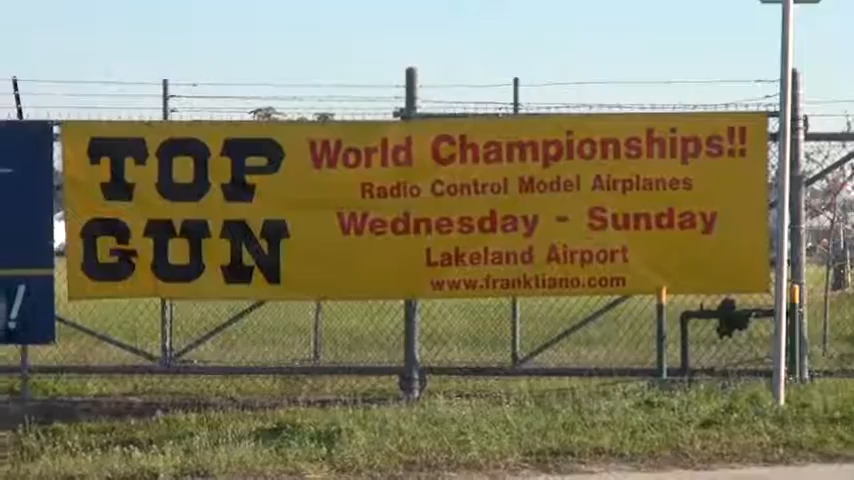 TOP
GUN
World Championships!!
Radio Control Model Airplanes
Wednesday - Sunday
Lakeland Airport
www.franktiano.com
!